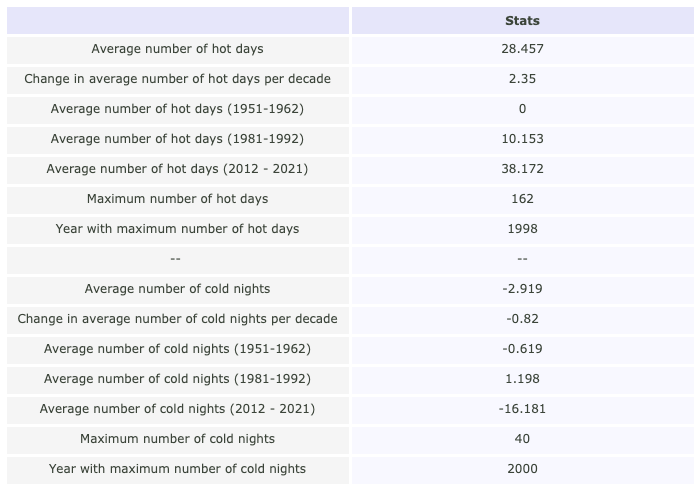 Stats
Average number of hot days 28.457
Change in average number of hot days per decade 2.35
Average number of hot days (1951-1962) 0
Average number of hot days (1981-1992) 10.153
Average number of hot days (2012 - 2021) 38.172
Maximum number of hot days 162
Year with maximum number of hot days 1998
-- --
Average number of cold nights -2.919
Change in average number of cold nights per decade -0.82
Average number of cold nights (1951-1962) -0.619
Average number of cold nights (1981-1992) 1.198
Average number of cold nights (2012 - 2021) -16.181
Maximum number of cold nights 40
Year with maximum number of cold nights 2000